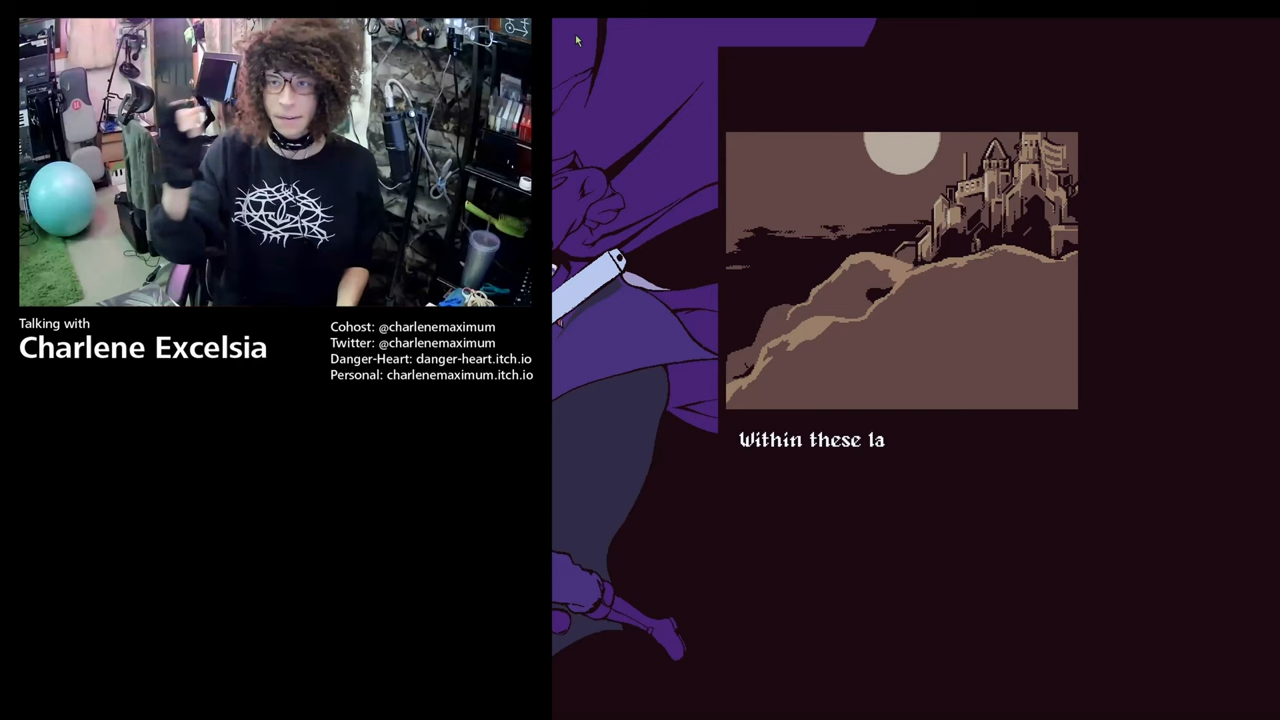 Talking with
Charlene Excelsia
Cohost: @charlenemaximum
Twitter: @charlenemaximum
Danger-Heart: danger-heart.itch.io
Personal: charlenemaximum.itch.io
Within these la